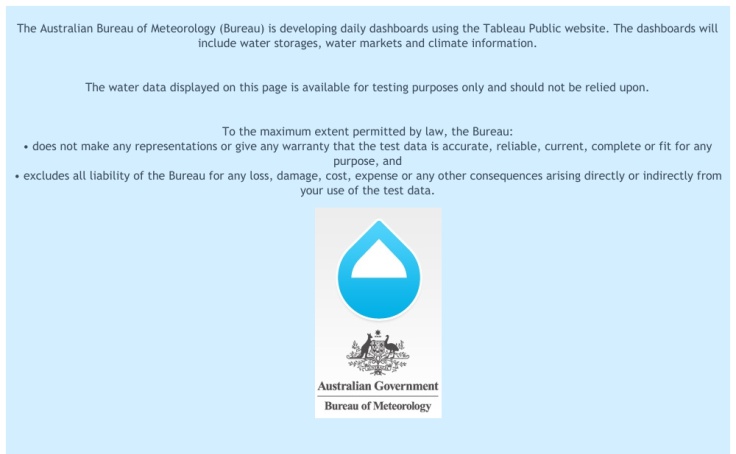 The Australian Bureau of Meteorology (Bureau) is developing daily dashboards using the Tableau Public website. The dashboards will
include water storages, water markets and climate information.
The water data displayed on this page is available for testing purposes only and should not be relied upon.
To the maximum extent permitted by law, the Bureau:
• does not make any representations or give any warranty that the test data is accurate, reliable, current, complete or fit for any
purpose, and
• excludes all liability of the Bureau for any loss, damage, cost, expense or any other consequences arising directly or indirectly from
your use of the test data.
Australian Government
Bureau of Meteorology